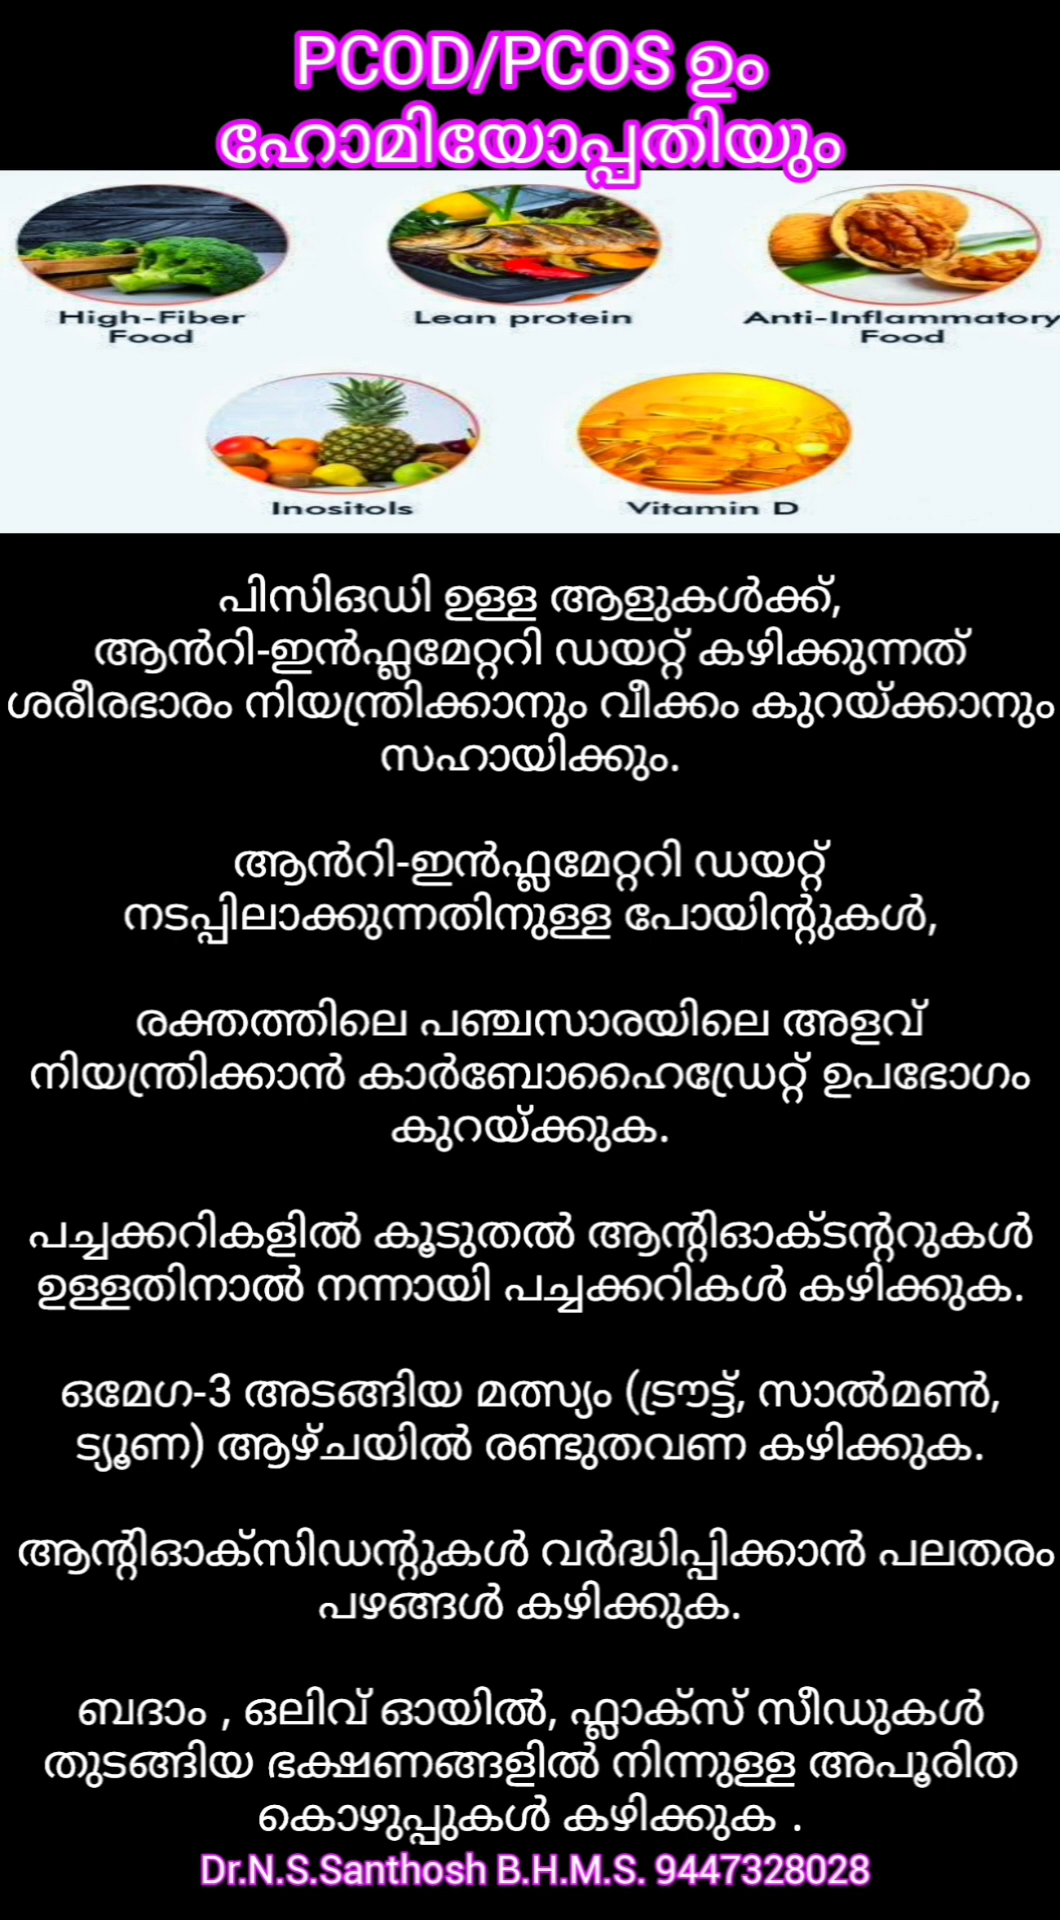 PCOD/PCOS ഉം
ഹോമിയോപ്പതിയും
High-Fiber
Food
Lean protein
Anti-Inflammatory
Food
Inositols
Vitamin D
പിസിഒഡി ഉള്ള ആളുകൾക്ക്,
ആൻറി-ഇൻഫ്ലമേറ്ററി ഡയറ്റ് കഴിക്കുന്നത്
ശരീരഭാരം നിയന്ത്രിക്കാനും വീക്കം കുറയ്ക്കാനും
സഹായിക്കും.
ആൻറി-ഇൻഫ്ലമേറ്ററി ഡയറ്റ്
നടപ്പിലാക്കുന്നതിനുള്ള പോയിന്റുകൾ,
രക്തത്തിലെ പഞ്ചസാരയിലെ അളവ്
നിയന്ത്രിക്കാൻ കാർബോഹൈഡ്രേറ്റ് ഉപഭോഗം
കുറയ്ക്കുക.
പച്ചക്കറികളിൽ കൂടുതൽ ആന്റിഓക്ടന്ററുകൾ
ഉള്ളതിനാൽ നന്നായി പച്ചക്കറികൾ കഴിക്കുക.
ഒമേഗ-3 അടങ്ങിയ മത്സ്യം (ട്രൗട്ട്, സാൽമൺ,
ട്യൂണ) ആഴ്ചയിൽ രണ്ടുതവണ കഴിക്കുക.
ആന്റിഓക്സിഡന്റുകൾ വർദ്ധിപ്പിക്കാൻ പലതരം
പഴങ്ങൾ കഴിക്കുക.
ബദാം , ഒലിവ് ഓയിൽ, ഫ്ലാക്സ് സീഡുകൾ
തുടങ്ങിയ ഭക്ഷണങ്ങളിൽ നിന്നുള്ള അപൂരിത
കൊഴുപ്പുകൾ കഴിക്കുക .
Dr.N.S.Santhosh B.H.M.S. 9447328028